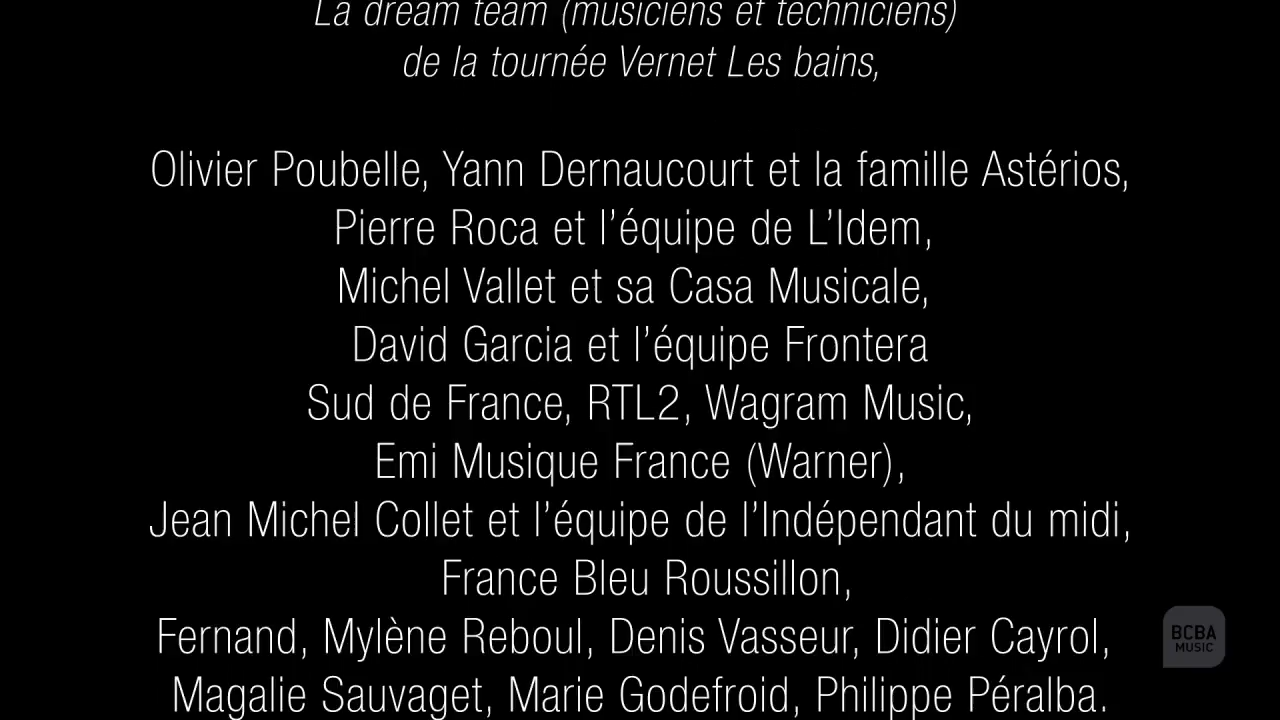 La dream team (musiciens et techniciens)
de la tournée Vernet Les bains,
Olivier Poubelle, Yann Dernaucourt et la famille Astérios,
Pierre Roca et l'équipe de L'Idem,
Michel Vallet et sa Casa Musicale,
David Garcia et l'équipe Frontera
Sud de France, RTL2, Wagram Music,
Emi Musique France (Warner),
Jean Michel Collet et l'équipe de l'Indépendant du midi,
France Bleu Roussillon,
Fernand, Mylène Reboul, Denis Vasseur, Didier Cayrol,
Magalie Sauvaget, Marie Godefroid, Philippe Péralba.
BCBA
MUSIC